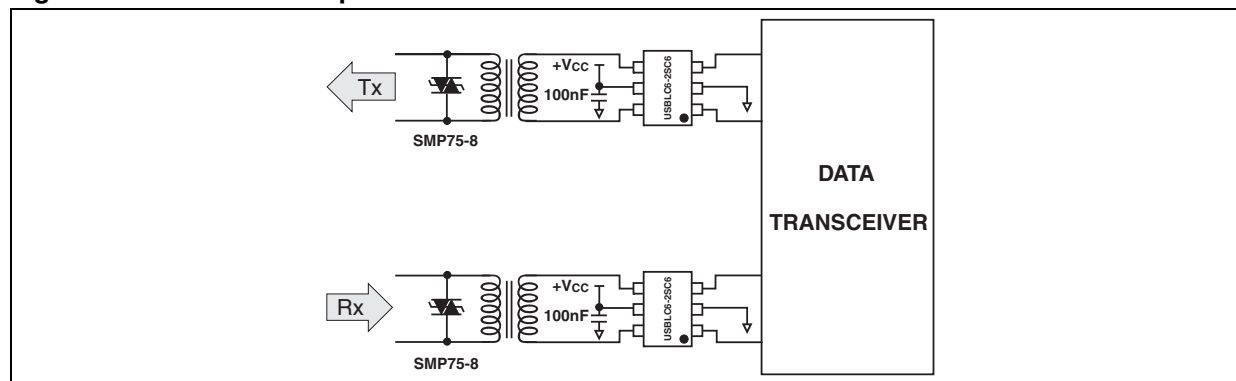 Tx
+Vcc
100nF
USBLC6-2SC6
SMP75-8
DATA
TRANSCEIVER
Rx
+Vcc
100nF
USBLC6-2SC6
SMP75-8